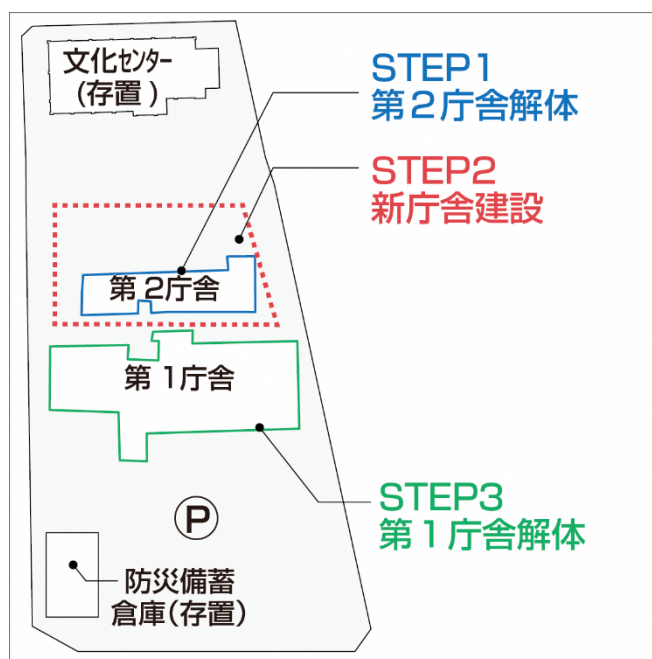 文化センター
(存置)
STEP1
第2庁舎解体
STEP2
新庁舎建設
第2庁舎
第1庁舎
STEP3
第1庁舎解体
P
防災備蓄
倉庫(存置)